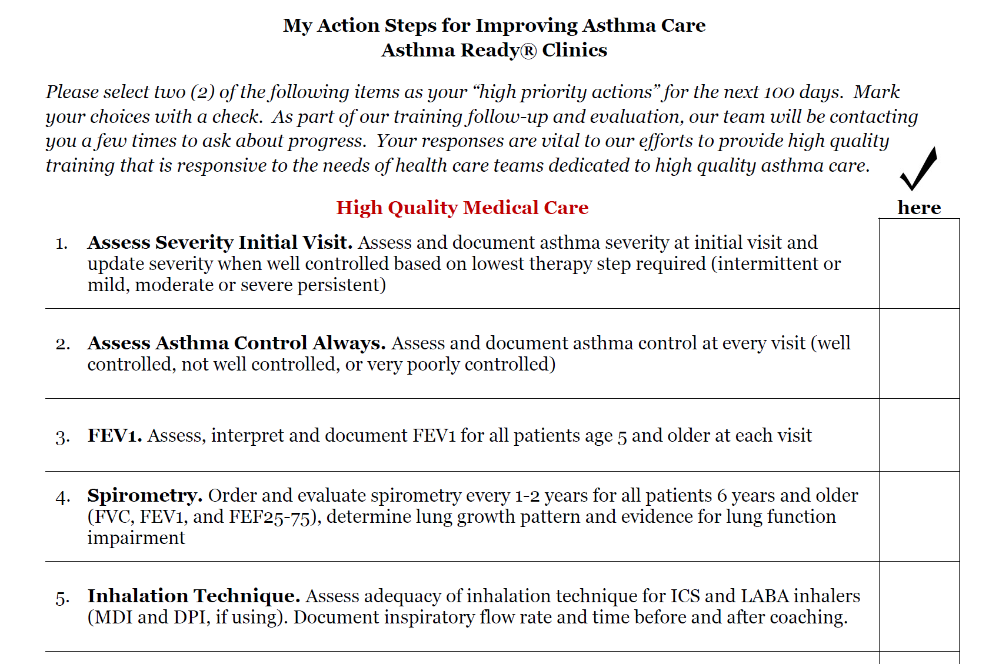 My Action Steps for Improving Asthma Care
Asthma Ready® Clinics
Please select two (2) of the following items as your “high priority actions” for the next 100 days.  Mark
your choices with a check.  As part of our training follow-up and evaluation, our team will be contacting
you a few times to ask about progress.  Your responses are vital to our efforts to provide high quality
training that is responsive to the needs of health care teams dedicated to high quality asthma care.
High Quality Medical Care
here
1. Assess Severity Initial Visit. Assess and document asthma severity at initial visit and
update severity when well controlled based on lowest therapy step required (intermittent or
mild, moderate or severe persistent)
2. Assess Asthma Control Always. Assess and document asthma control at every visit (well
controlled, not well controlled, or very poorly controlled)
3. FEV1. Assess, interpret and document FEV1 for all patients age 5 and older at each visit
4. Spirometry. Order and evaluate spirometry every 1-2 years for all patients 6 years and older
(FVC, FEV1, and FEF25-75), determine lung growth pattern and evidence for lung function
impairment
5. Inhalation Technique. Assess adequacy of inhalation technique for ICS and LABA inhalers
(MDI and DPI, if using). Document inspiratory flow rate and time before and after coaching.